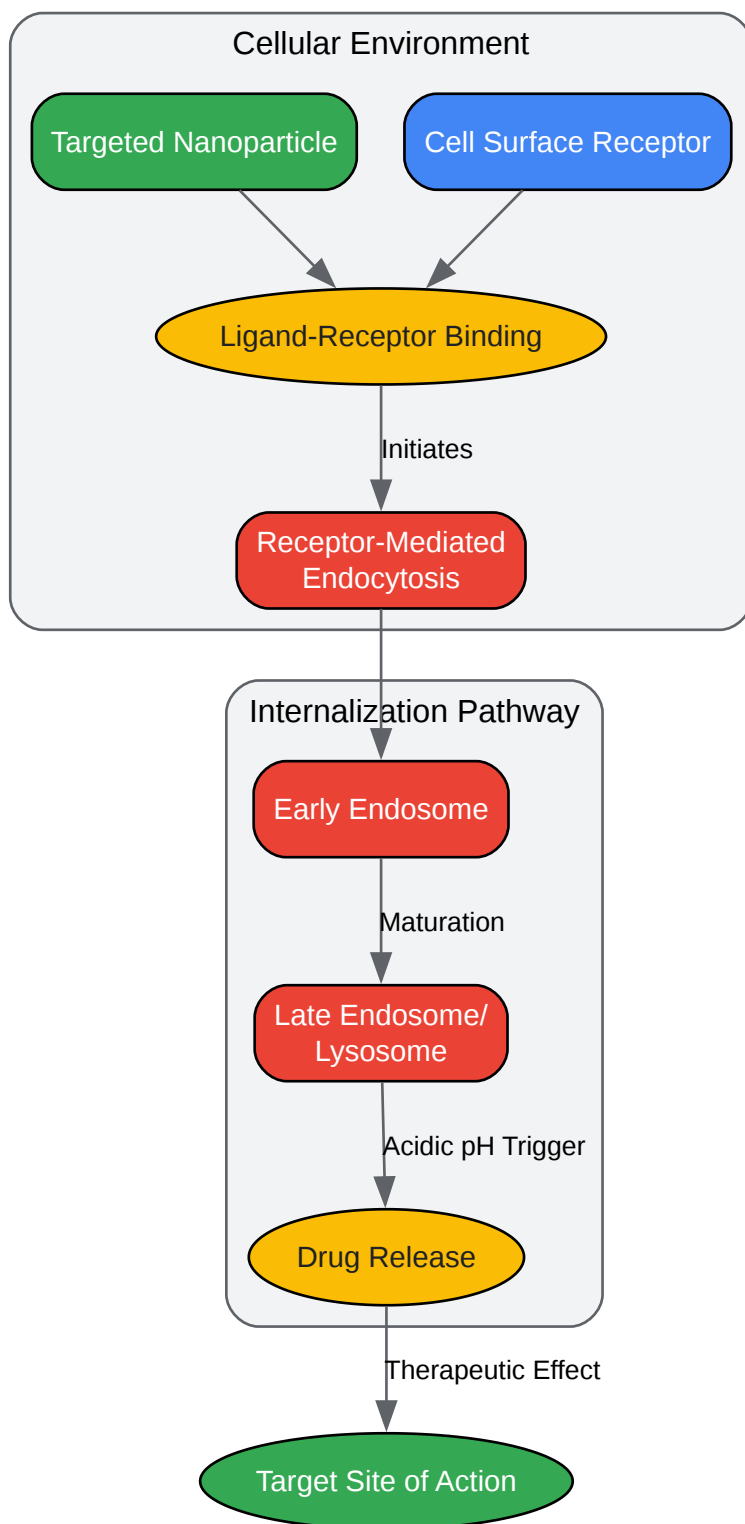 Cellular Environment
Targeted Nanoparticle
Cell Surface Receptor
Ligand-Receptor Binding
Initiates
Receptor-Mediated
Endocytosis
Internalization Pathway
Early Endosome
Maturation
Late Endosome/
Lysosome
Acidic pH Trigger
Drug Release
Therapeutic Effect
Target Site of Action